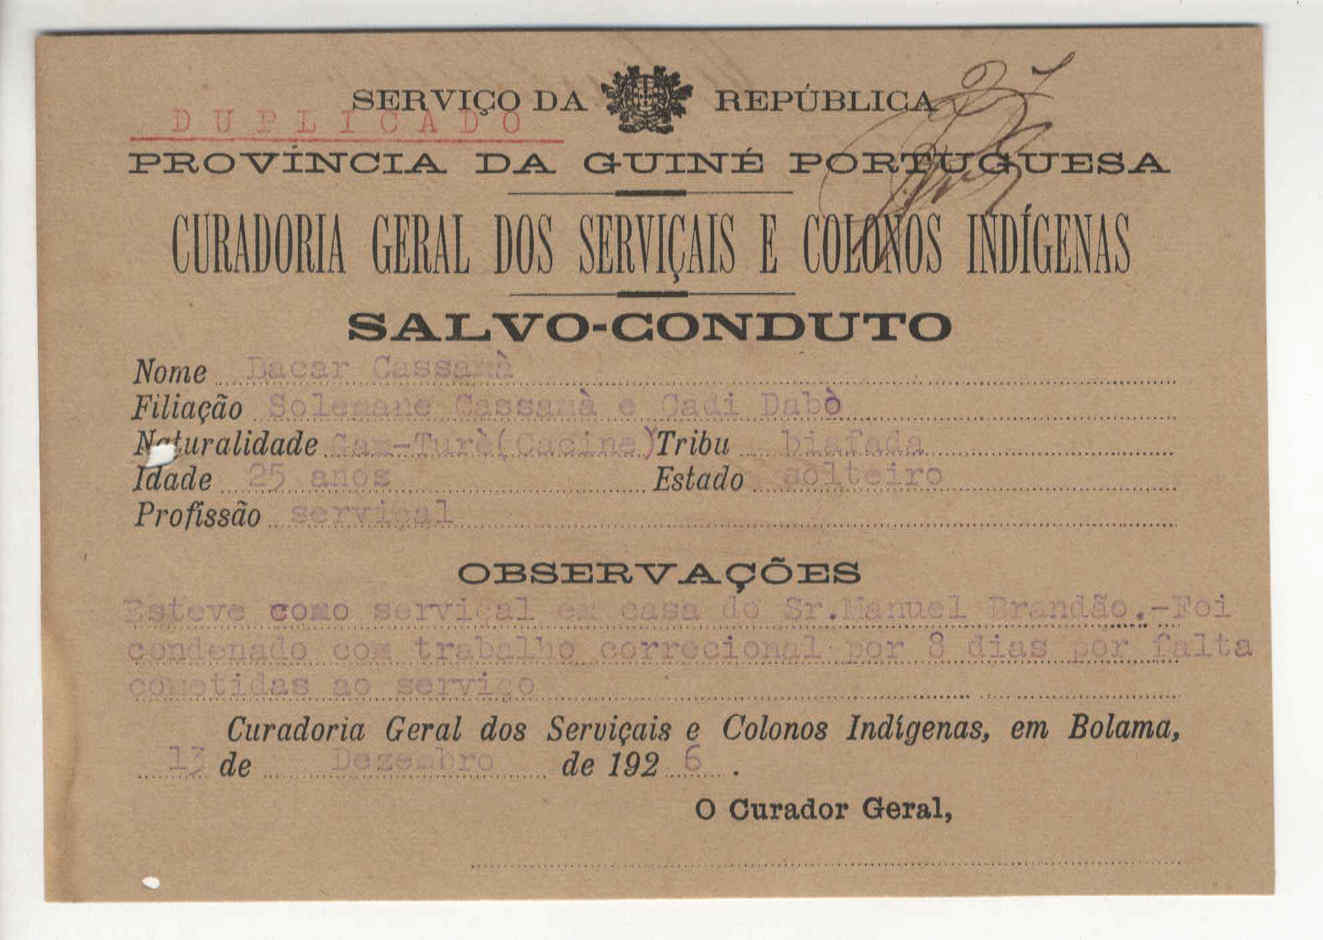 SERVIÇO DA REPÚBLICA
DUPLICADO
PROVÍNCIA DA GUINÉ PORTUGUESA
CURADORIA GERAL DOS SERVIÇAIS E COLONOS INDÍGENAS
SALVO-CONDUTO
Nome Bacar Cassamà
Filiação Solemane Cassamà e Cadi Dabò
Naturalidade Gam-Turè(Cacine) Tribu biafada
Idade 25 anos Estado solteiro
Profissão serviçal
OBSERVAÇÕES
Esteve como serviçal em casa do Sr.Manuel Brandão.-Foi
condenado com trabalho correcional por 8 dias por falta
cometidas ao serviço
Curadoria Geral dos Serviçais e Colonos Indígenas, em Bolama,
13 de Dezembro de 192 6 .
O Curador Geral,